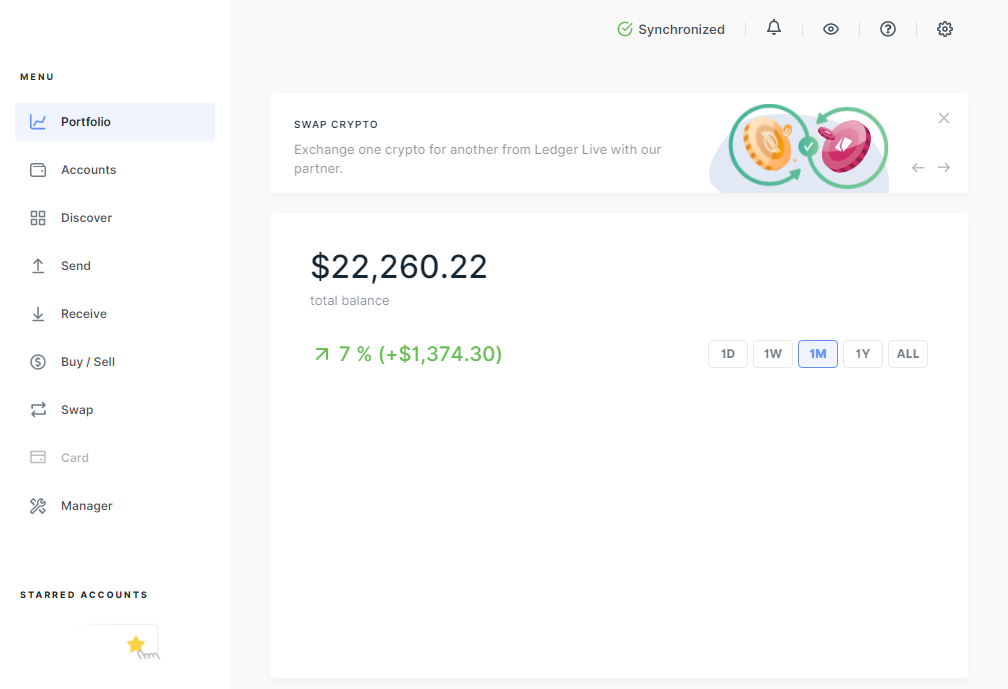 Synchronized
MENU
Portfolio
Accounts
Discover
Send
Receive
Buy / Sell
Swap
Card
Manager
STARRED ACCOUNTS
SWAP CRYPTO
Exchange one crypto for another from Ledger Live with our
partner.
$22,260.22
total balance
7 % (+$1,374.30)
1D 1W 1M 1Y ALL